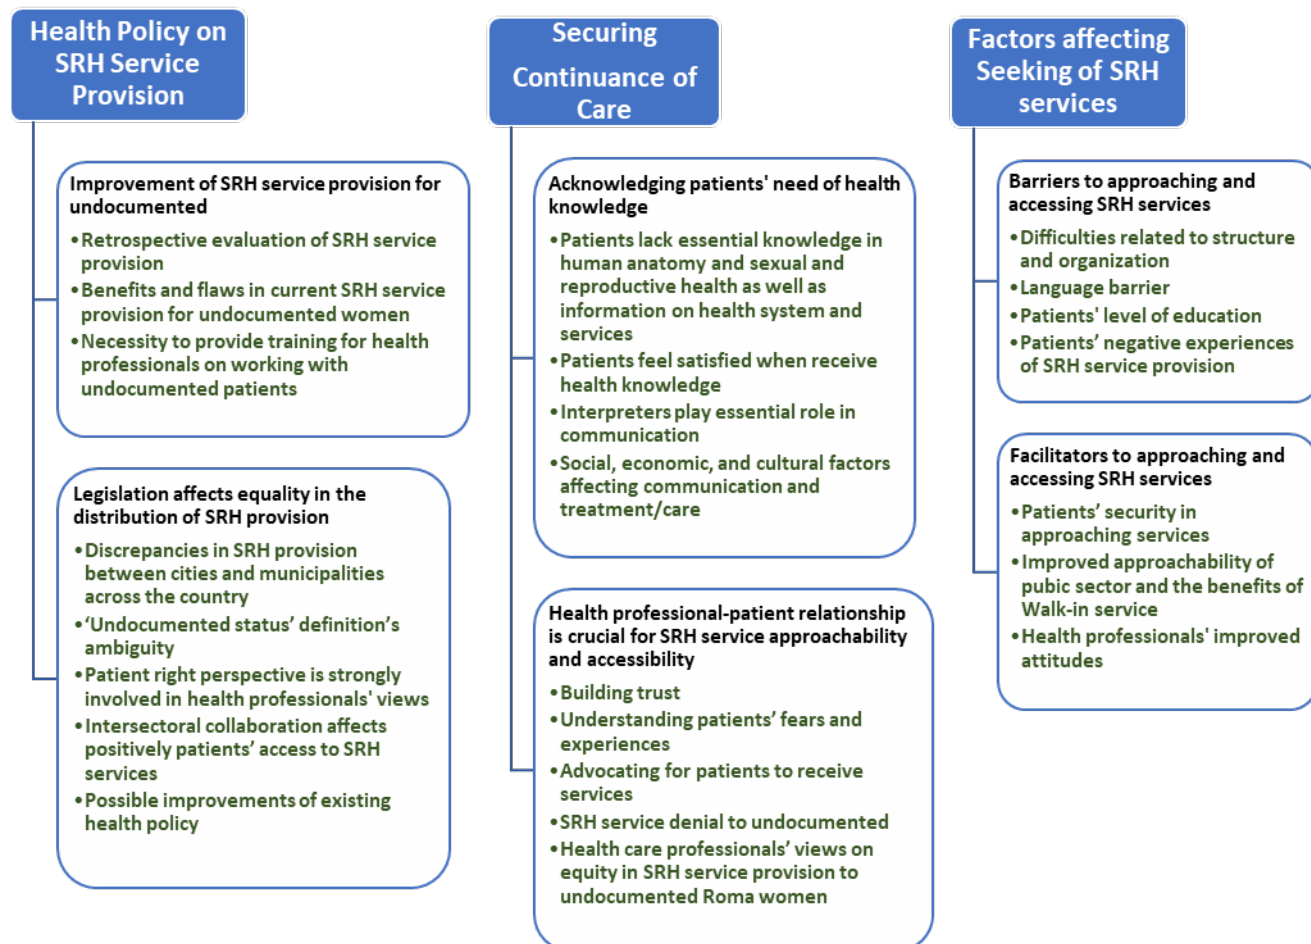 Health Policy on
SRH Service
Provision
Improvement of SRH service provision for
undocumented
•Retrospective evaluation of SRH service
provision
•Benefits and flaws in current SRH service
provision for undocumented women
•Necessity to provide training for health
professionals on working with
undocumented patients
Legislation affects equality in the
distribution of SRH provision
•Discrepancies in SRH provision
between cities and municipalities
across the country
•‘Undocumented status’ definition’s
ambiguity
•Patient right perspective is strongly
involved in health professionals' views
•Intersectoral collaboration affects
positively patients’ access to SRH
services
•Possible improvements of existing
health policy
Securing
Continuance of
Care
Acknowledging patients' need of health
knowledge
•Patients lack essential knowledge in
human anatomy and sexual and
reproductive health as well as
information on health system and
services
•Patients feel satisfied when receive
health knowledge
•Interpreters play essential role in
communication
•Social, economic, and cultural factors
affecting communication and
treatment/care
Health professional-patient relationship
is crucial for SRH service approachability
and accessibility
•Building trust
•Understanding patients’ fears and
experiences
•Advocating for patients to receive
services
•SRH service denial to undocumented
•Health care professionals’ views on
equity in SRH service provision to
undocumented Roma women
Factors affecting
Seeking of SRH
services
Barriers to approaching and
accessing SRH services
•Difficulties related to structure
and organization
•Language barrier
•Patients' level of education
•Patients’ negative experiences
of SRH service provision
Facilitators to approaching and
accessing SRH services
•Patients’ security in
approaching services
•Improved approachability of
pubic sector and the benefits of
Walk-in service
•Health professionals' improved
attitudes